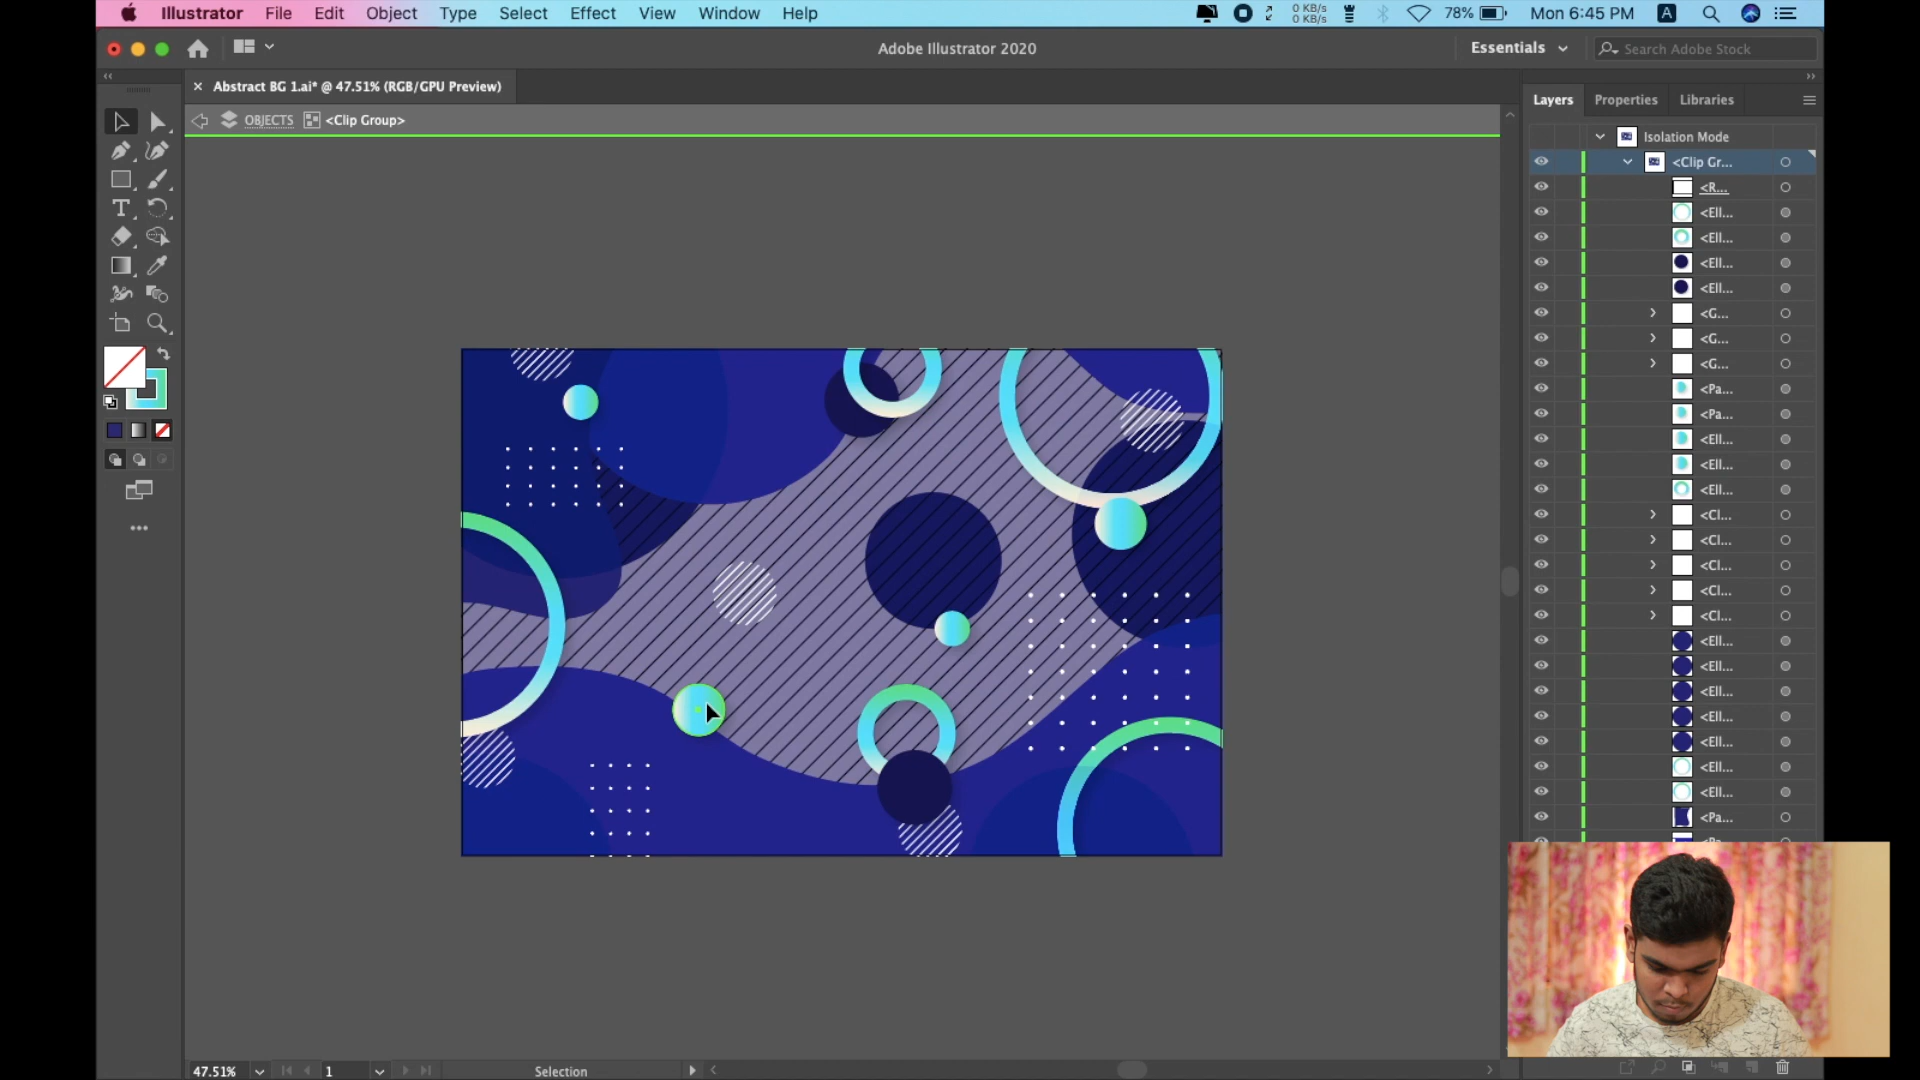 Illustrator File Edit Object Type Select Effect View Window Help 0 KB/s 0 KB/s 78% Mon 6:45 PM A
Adobe Illustrator 2020 Essentials Search Adobe Stock
Abstract BG 1.ai* @ 47.51% (RGB/GPU Preview)
Layers Properties Libraries
OBJECTS <Clip Group>
Isolation Mode
<Clip Gr...
<R...
<Ell...
<Ell...
<Ell...
<Ell...
<G...
<G...
<G...
<Pa...
<Pa...
<Ell...
<Ell...
<Ell...
<Cl...
<Cl...
<Cl...
<Cl...
<Cl...
<Ell...
<Ell...
<Ell...
<Ell...
<Ell...
<Ell...
<Ell...
<Pa...
47.51% 1 Selection